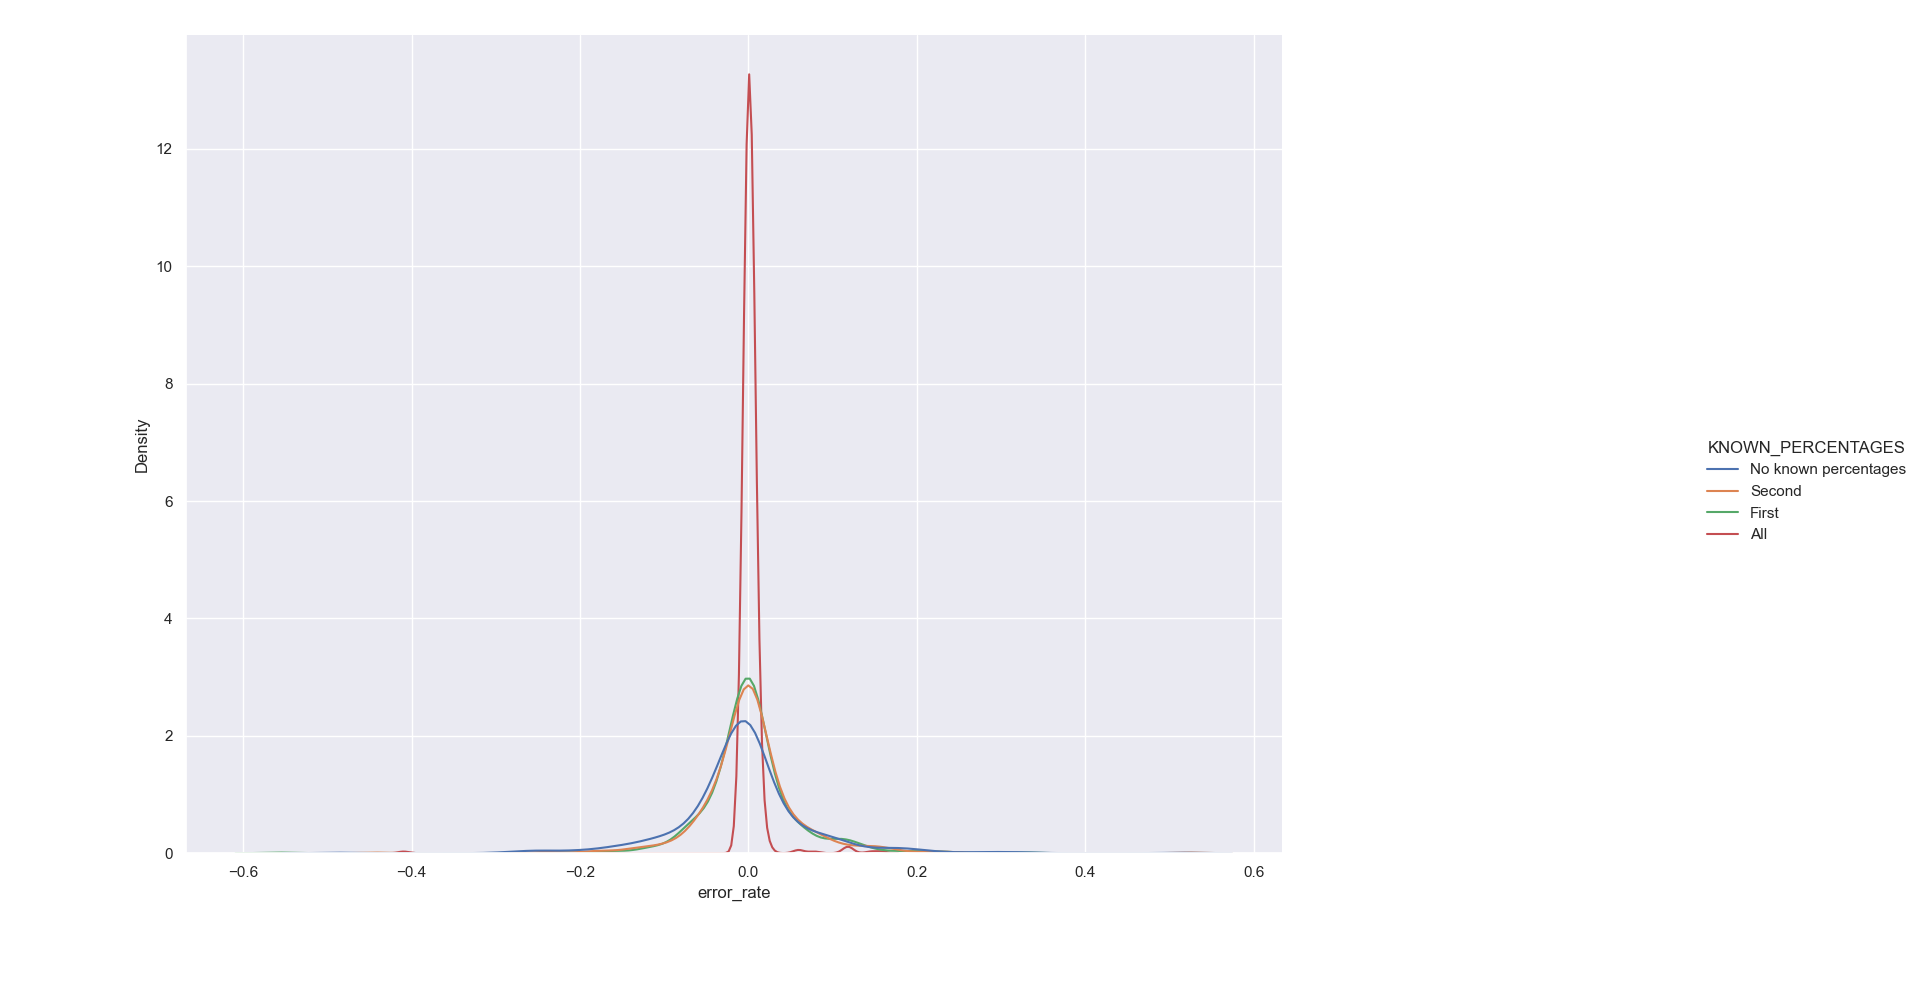 12
10
8
6
4
2
0
Density
−0.6
−0.4
−0.2
0.0
0.2
0.4
0.6
error_rate
KNOWN_PERCENTAGES
No known percentages
Second
First
All